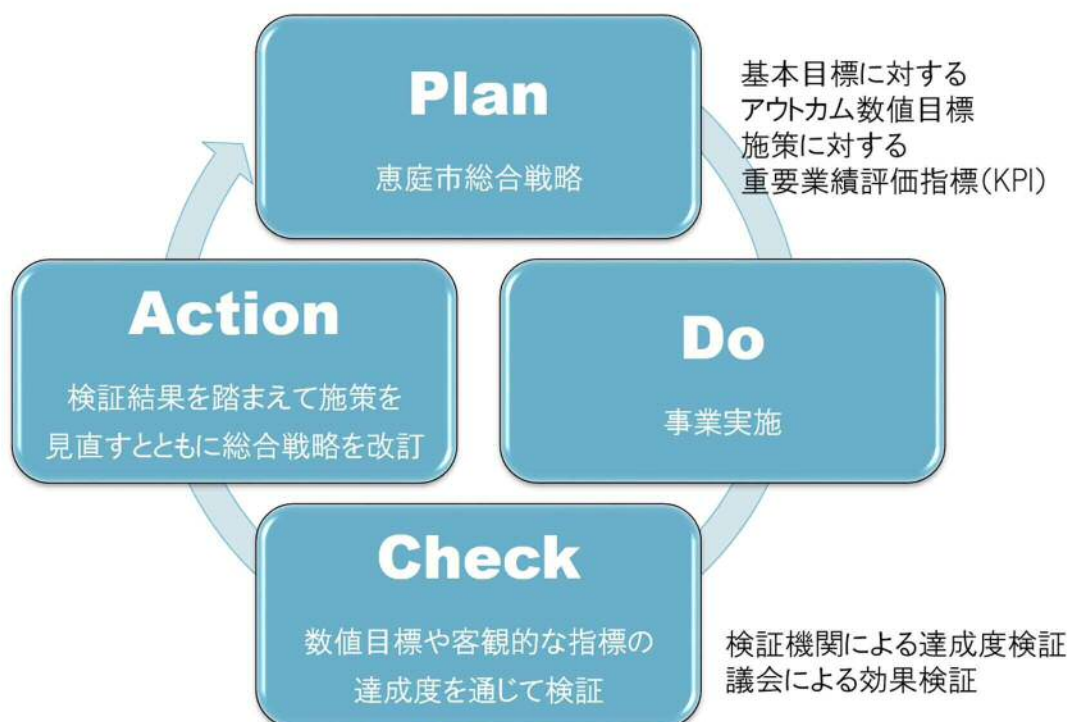 Plan
恵庭市総合戦略
基本目標に対する
アウトカム数値目標
施策に対する
重要業績評価指標(KPI)
Action
検証結果を踏まえて施策を
見直すとともに総合戦略を改訂
Do
事業実施
Check
数値目標や客観的な指標の
達成度を通じて検証
検証機関による達成度検証
議会による効果検証